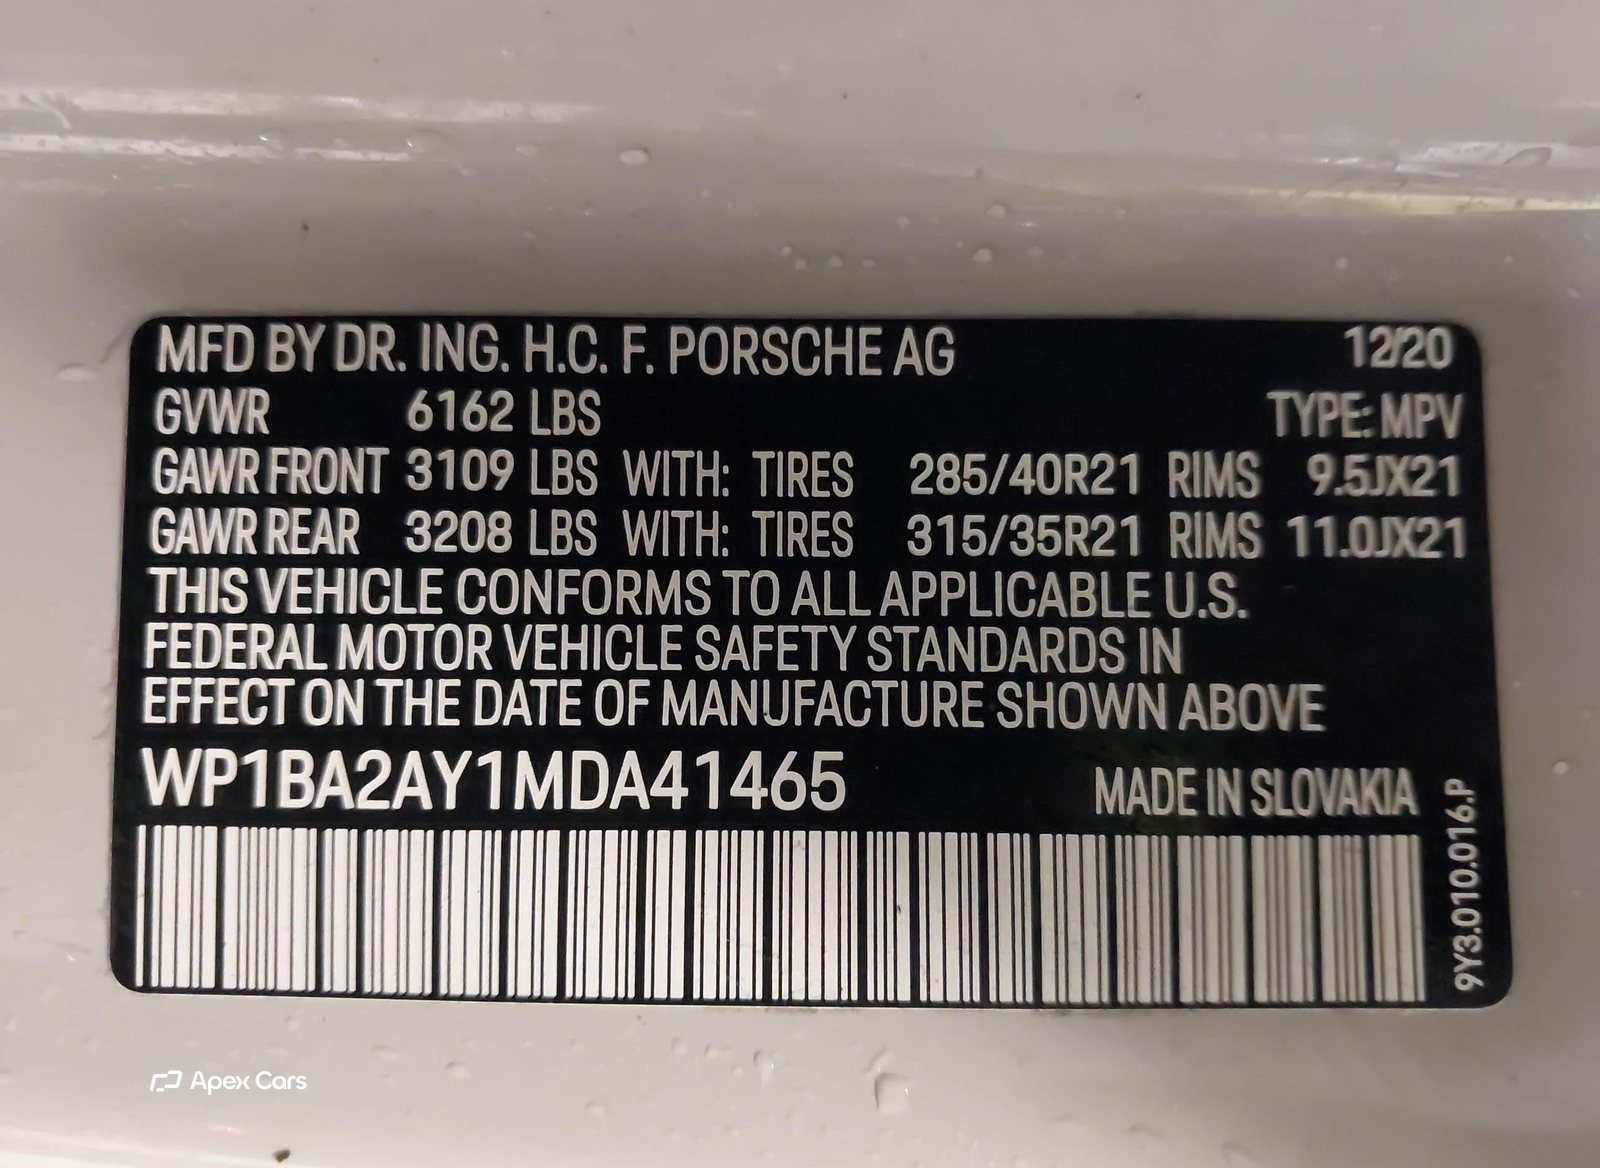 MFD BY DR. ING. H.C. F. PORSCHE AG 12/20
GVWR 6162 LBS TYPE: MPV
GAWR FRONT 3109 LBS WITH: TIRES 285/40R21 RIMS 9.5JX21
GAWR REAR 3208 LBS WITH: TIRES 315/35R21 RIMS 11.0JX21
THIS VEHICLE CONFORMS TO ALL APPLICABLE U.S.
FEDERAL MOTOR VEHICLE SAFETY STANDARDS IN
EFFECT ON THE DATE OF MANUFACTURE SHOWN ABOVE
WP1BA2AY1MDA41465 MADE IN SLOVAKIA
9Y3.010.016.P
Apex Cars